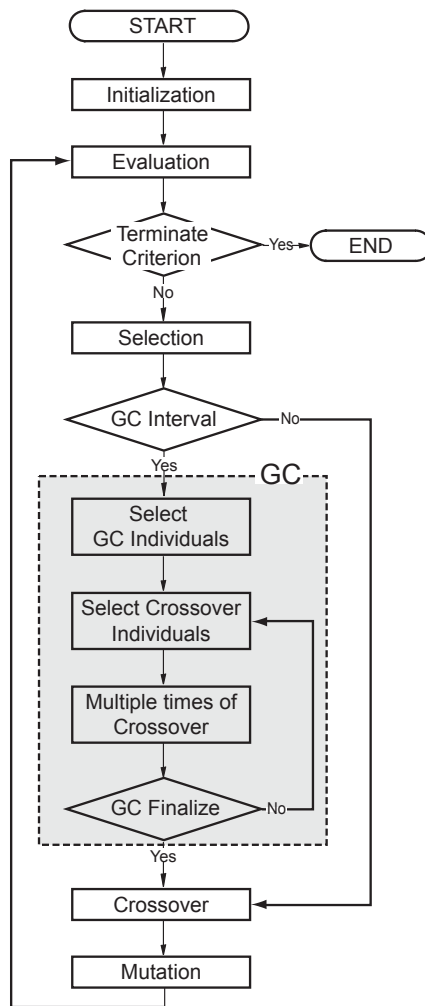 START
Initialization
Evaluation
Terminate
Criterion
Yes
END
No
Selection
GC Interval
No
Yes
GC
Select
GC Individuals
Select Crossover
Individuals
Multiple times of
Crossover
GC Finalize
No
Yes
Crossover
Mutation